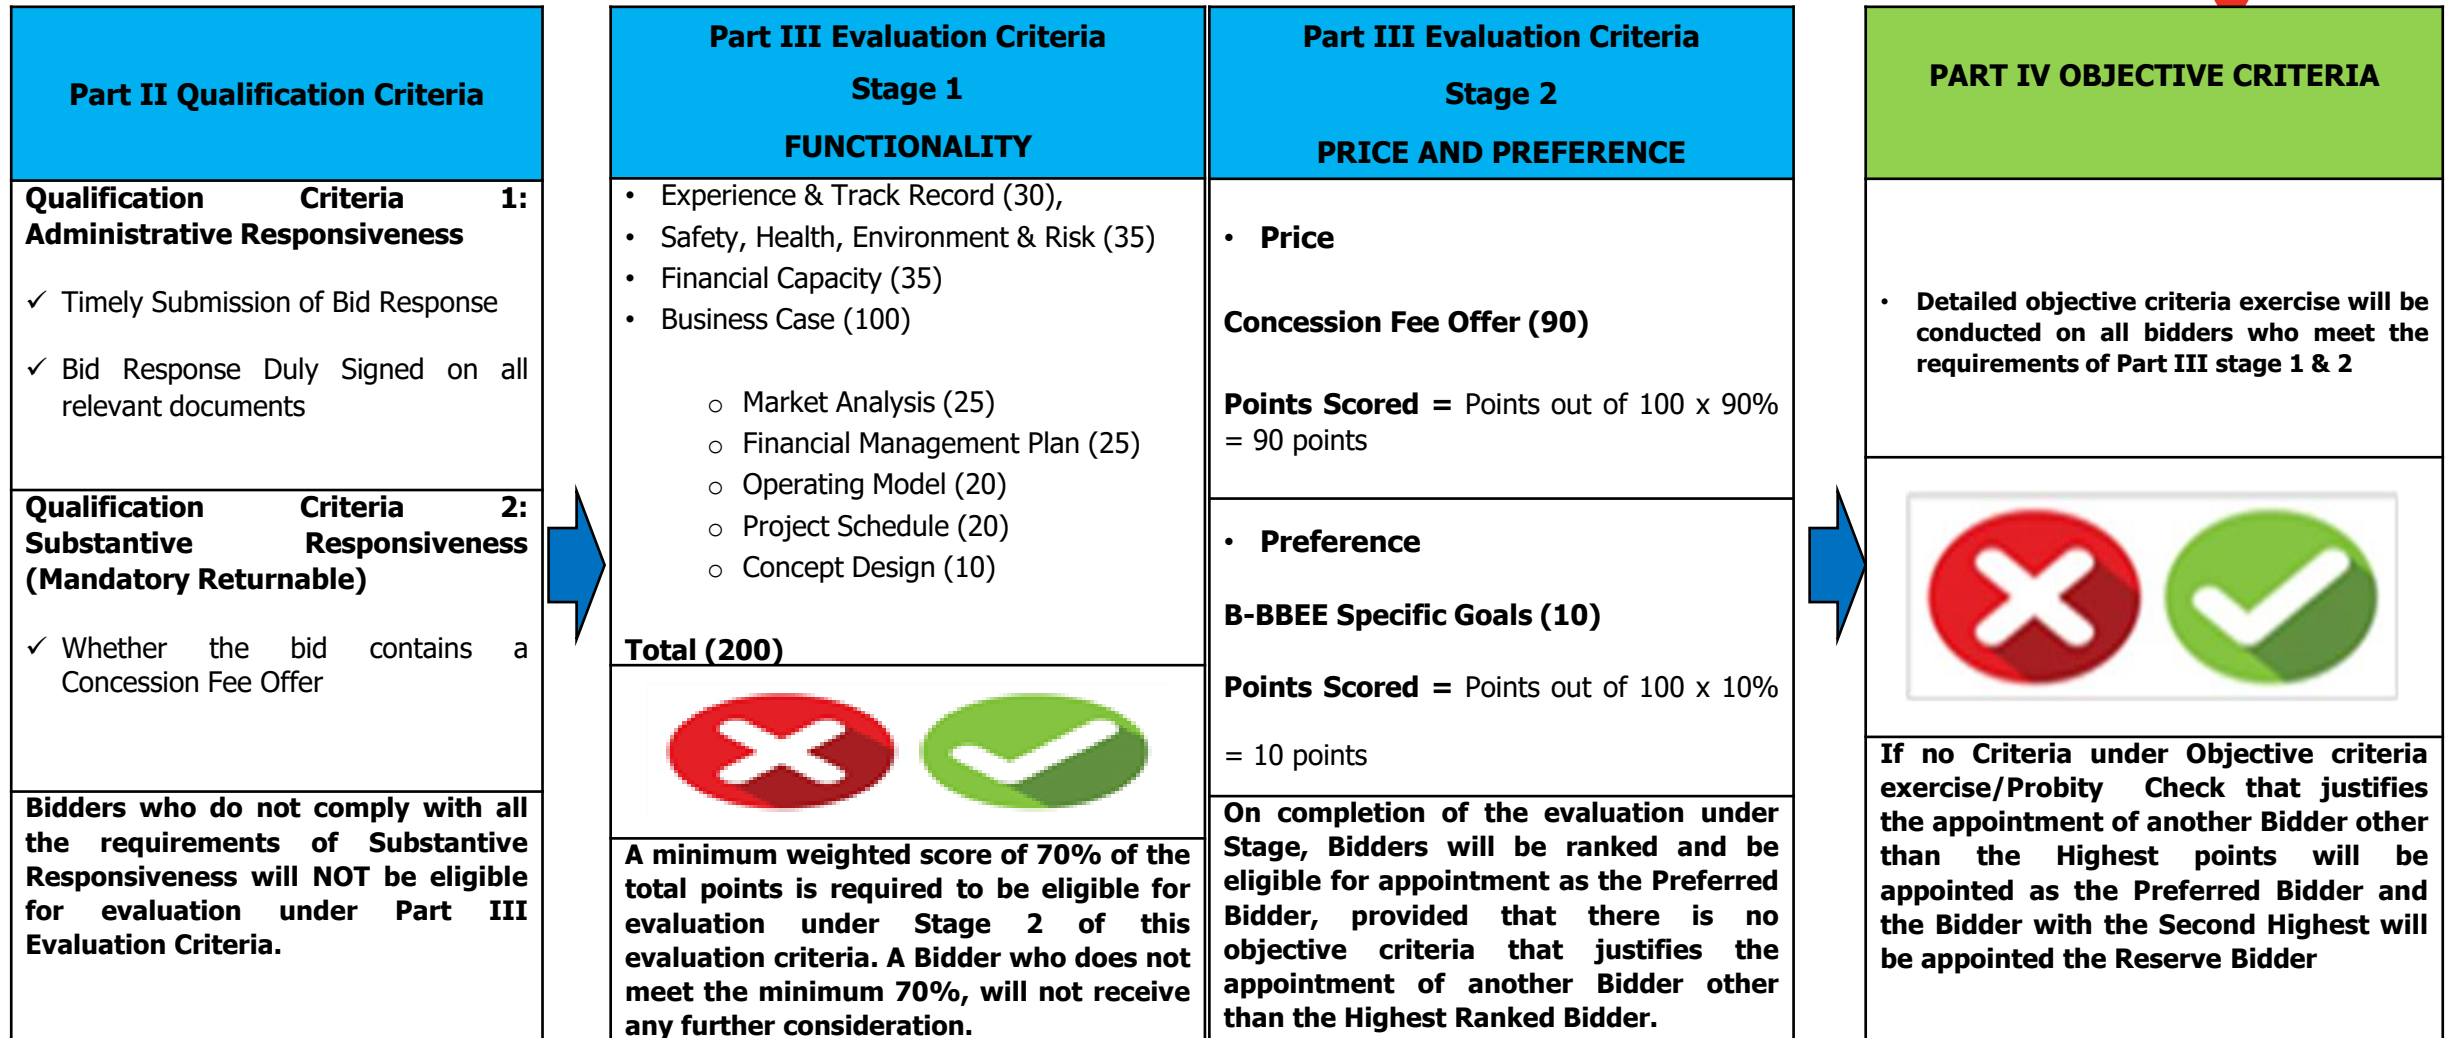 Part II Qualification Criteria
Qualification Criteria 1:
Administrative Responsiveness
✓ Timely Submission of Bid Response
✓ Bid Response Duly Signed on all
relevant documents
Qualification Criteria 2:
Substantive Responsiveness
(Mandatory Returnable)
✓ Whether the bid contains a
Concession Fee Offer
Bidders who do not comply with all
the requirements of Substantive
Responsiveness will NOT be eligible
for evaluation under Part III
Evaluation Criteria.
Part III Evaluation Criteria
Stage 1
FUNCTIONALITY
• Experience & Track Record (30),
• Safety, Health, Environment & Risk (35)
• Financial Capacity (35)
• Business Case (100)
o Market Analysis (25)
o Financial Management Plan (25)
o Operating Model (20)
o Project Schedule (20)
o Concept Design (10)
Total (200)
A minimum weighted score of 70% of the
total points is required to be eligible for
evaluation under Stage 2 of this
evaluation criteria. A Bidder who does not
meet the minimum 70%, will not receive
any further consideration.
Part III Evaluation Criteria
Stage 2
PRICE AND PREFERENCE
• Price
Concession Fee Offer (90)
Points Scored = Points out of 100 x 90%
= 90 points
• Preference
B-BBEE Specific Goals (10)
Points Scored = Points out of 100 x 10%
= 10 points
On completion of the evaluation under
Stage, Bidders will be ranked and be
eligible for appointment as the Preferred
Bidder, provided that there is no
objective criteria that justifies the
appointment of another Bidder other
than the Highest Ranked Bidder.
PART IV OBJECTIVE CRITERIA
• Detailed objective criteria exercise will be
conducted on all bidders who meet the
requirements of Part III stage 1 & 2
If no Criteria under Objective criteria
exercise/Probity Check that justifies
the appointment of another Bidder other
than the Highest points will be
appointed as the Preferred Bidder and
the Bidder with the Second Highest will
be appointed the Reserve Bidder